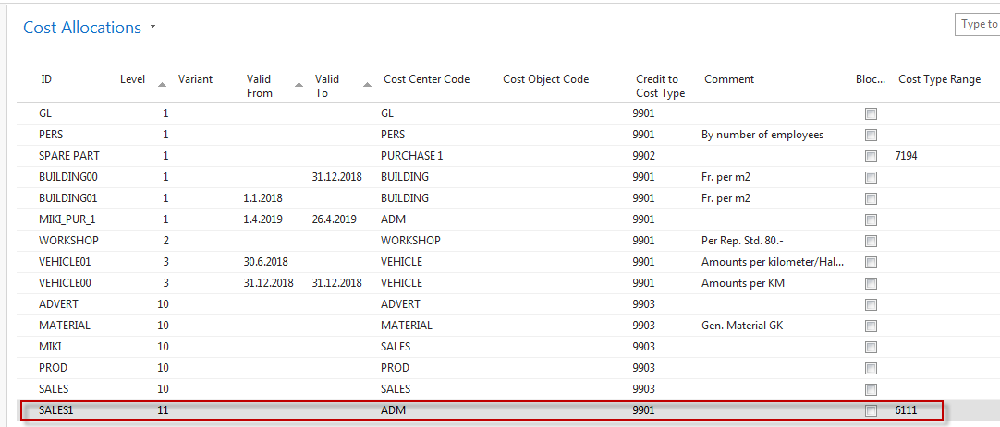 Cost Allocations
Type to
ID Level Variant Valid From Valid To Cost Center Code Cost Object Code Credit to Cost Type Comment Bloc... Cost Type Range
GL 1 GL 9901
PERS 1 PERS 9901 By number of employees
SPARE PART 1 PURCHASE 1 9902 7194
BUILDING00 1 31.12.2018 BUILDING 9901 Fr. per m2
BUILDING01 1 1.1.2018 BUILDING 9901 Fr. per m2
MIKI_PUR_1 1 1.4.2019 26.4.2019 ADM 9901
WORKSHOP 2 WORKSHOP 9901 Per Rep. Std. 80.-
VEHICLE01 3 30.6.2018 VEHICLE 9901 Amounts per kilometer/Hal...
VEHICLE00 3 31.12.2018 31.12.2018 VEHICLE 9901 Amounts per KM
ADVERT 10 ADVERT 9903
MATERIAL 10 MATERIAL 9903 Gen. Material GK
MIKI 10 SALES 9903
PROD 10 PROD 9903
SALES 10 SALES 9903
SALES1 11 ADM 9901 6111